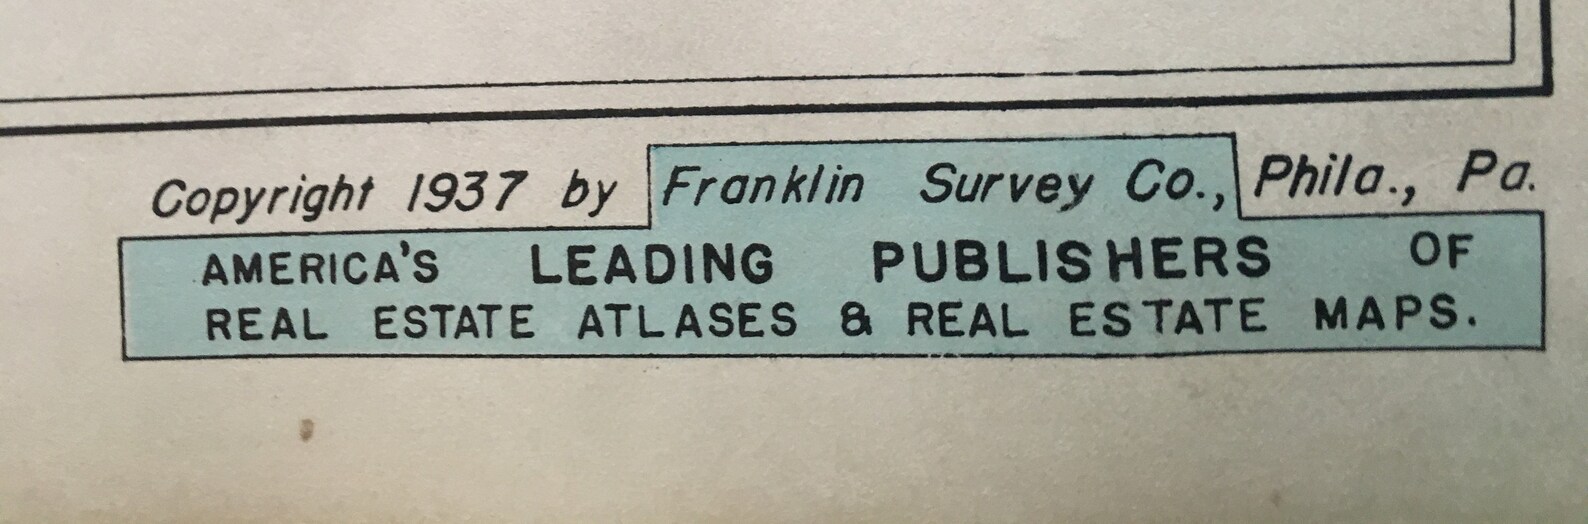 Copyright 1937 by Franklin Survey Co., Phila., Pa.
AMERICA'S LEADING PUBLISHERS OF
REAL ESTATE ATLASES & REAL ESTATE MAPS.